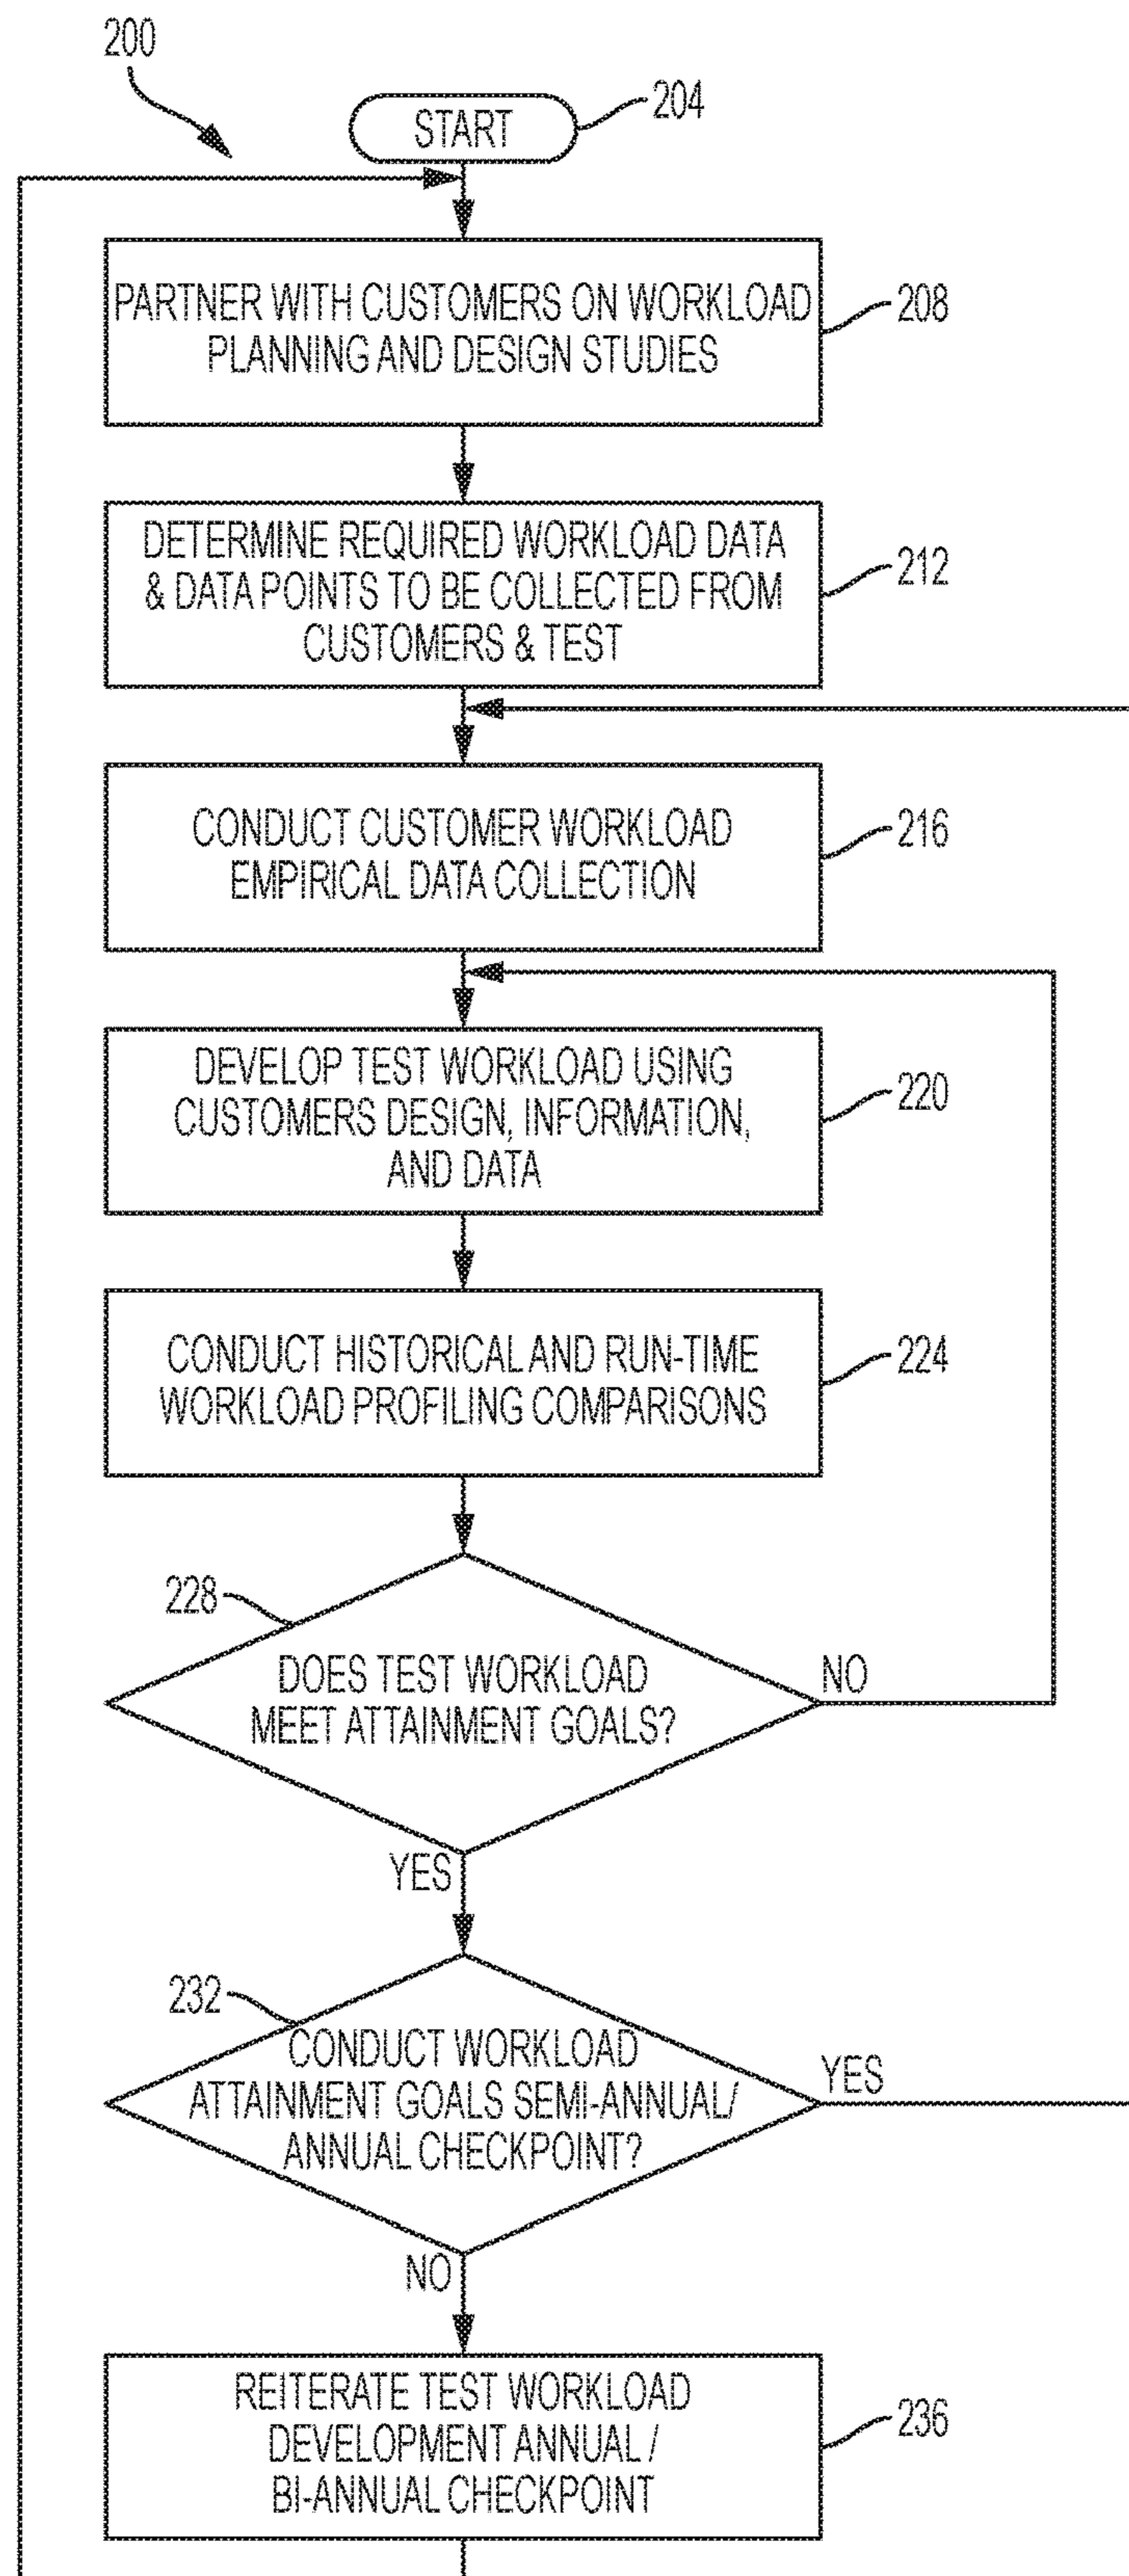 200
START
204
PARTNER WITH CUSTOMERS ON WORKLOAD
PLANNING AND DESIGN STUDIES
208
DETERMINE REQUIRED WORKLOAD DATA
& DATA POINTS TO BE COLLECTED FROM
CUSTOMERS & TEST
212
CONDUCT CUSTOMER WORKLOAD
EMPIRICAL DATA COLLECTION
216
DEVELOP TEST WORKLOAD USING
CUSTOMERS DESIGN, INFORMATION,
AND DATA
220
CONDUCT HISTORICAL AND RUN-TIME
WORKLOAD PROFILING COMPARISONS
224
228
DOES TEST WORKLOAD
MEET ATTAINMENT GOALS?
NO
YES
232
CONDUCT WORKLOAD
ATTAINMENT GOALS SEMI-ANNUAL/
ANNUAL CHECKPOINT?
YES
NO
REITERATE TEST WORKLOAD
DEVELOPMENT ANNUAL /
BI-ANNUAL CHECKPOINT
236